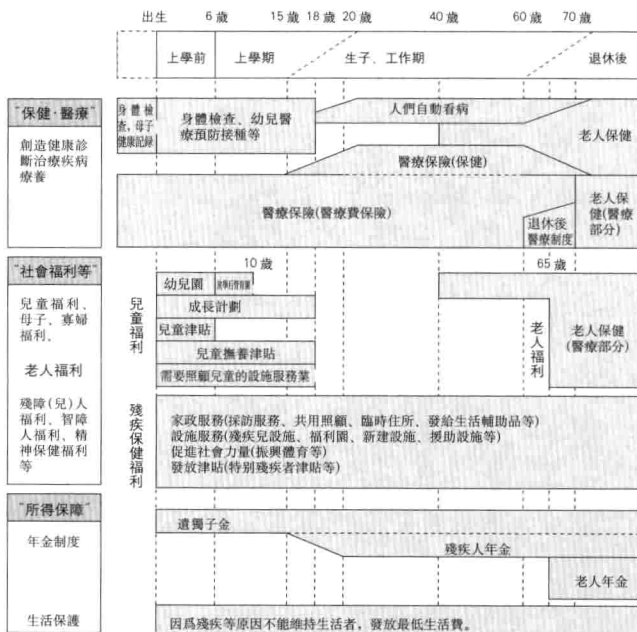 出生 6歲 15歲 18歲 20歲 40歲 60歲 70歲
上學前 上學期 生子、工作期 退休後
"保健·醫療"
創造健康診
斷治療疾病
療養
身體檢
查,母子
健康記録
身體檢查、幼兒醫
療預防接種等
人們自動看病
老人保健
醫療保險(保健)
醫療保險(醫療費保險)
退休後
醫療制度
老人保
健(醫療
部分)
"社會福利等"
10歲
65歲
兒童福利、
母子、寡婦
福利、
老人福利
殘障(兒)人
福利、智障
人福利、精
神保健福利
等
兒童福利
幼兒園
成長計劃
兒童津貼
兒童撫養津貼
需要照顧兒童的設施服務業
老人福利
老人保健
(醫療部分)
殘疾保健福利
家政服務(採訪服務、共用照顧、臨時住所、發給生活輔助品等)
設施服務(殘疾兒設施、福利園、新建設施、援助設施等)
促進社會力量(振興體育等)
發放津貼(特別殘疾者津貼等)
"所得保障"
年金制度
遺獨子金
殘疾人年金
老人年金
生活保護
因爲殘疾等原因不能維持生活者，發放最低生活費。